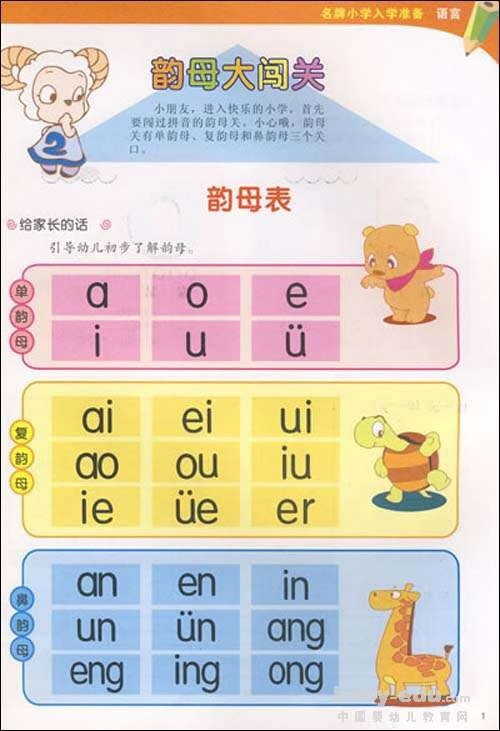 名牌小学入学准备 语言
韵母大闯关
小朋友，进入快乐的小学，首先
要闯过拼音的韵母关。小心哦，韵母
关有单韵母、复韵母和鼻韵母三个关
口。
2
韵母表
给家长的话
引导幼儿初步了解韵母。
单韵母
a o e
i u ü
复韵母
ai ei ui
ao ou iu
ie üe er
鼻韵母
an en in
un ün ang
eng ing ong
中国婴幼儿教育网
1